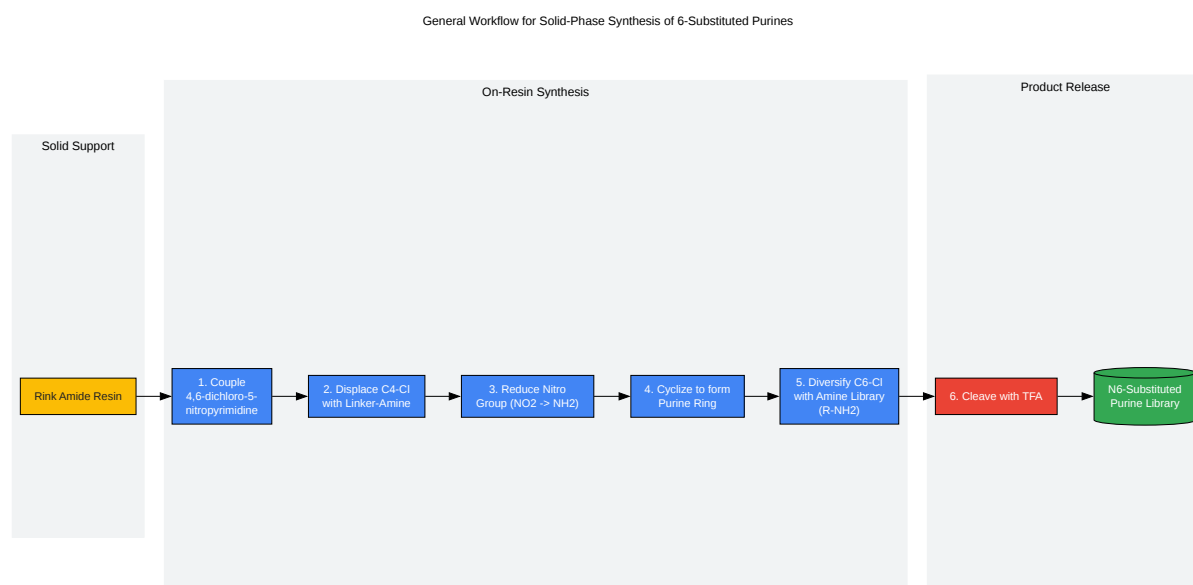 General Workflow for Solid-Phase Synthesis of 6-Substituted Purines
Solid Support
On-Resin Synthesis
Product Release
Rink Amide Resin
1. Couple
4,6-dichloro-5-
nitropyrimidine
2. Displace C4-Cl
with Linker-Amine
3. Reduce Nitro
Group (NO2 -> NH2)
4. Cyclize to form
Purine Ring
5. Diversify C6-Cl
with Amine Library
(R-NH2)
6. Cleave with TFA
N6-Substituted
Purine Library